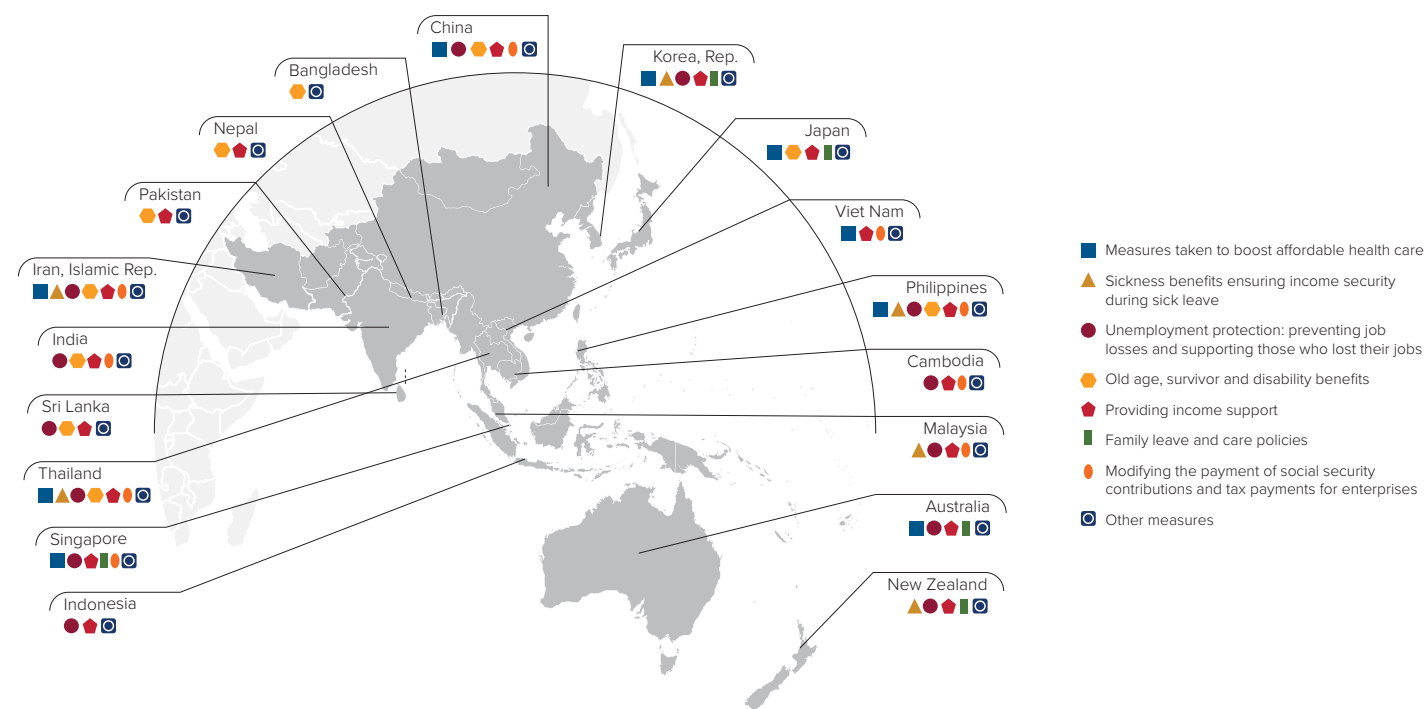 China
Korea, Rep.
Bangladesh
Nepal
Japan
Pakistan
Viet Nam
Iran, Islamic Rep.
Philippines
India
Cambodia
Sri Lanka
Malaysia
Thailand
Australia
Singapore
New Zealand
Indonesia
Measures taken to boost affordable health care
Sickness benefits ensuring income security
during sick leave
Unemployment protection: preventing job
losses and supporting those who lost their jobs
Old age, survivor and disability benefits
Providing income support
Family leave and care policies
Modifying the payment of social security
contributions and tax payments for enterprises
Other measures